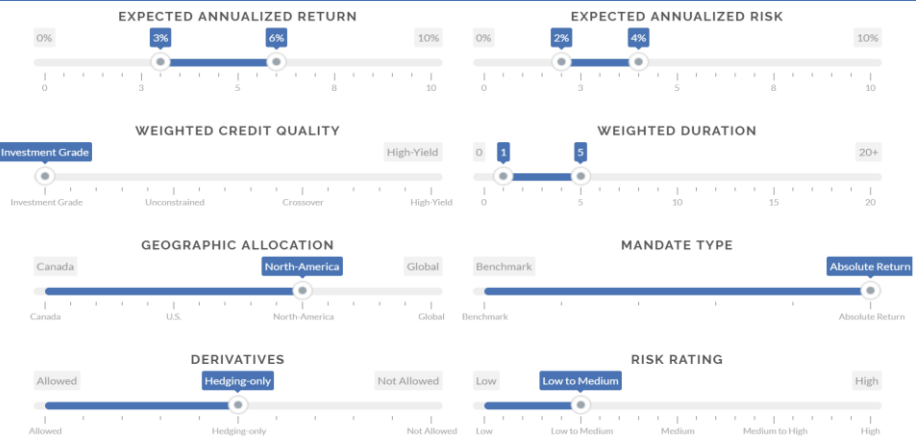 EXPECTED ANNUALIZED RETURN
0% 3% 6% 10%
0 3 5 8 10
EXPECTED ANNUALIZED RISK
0% 2% 4% 10%
0 3 5 8 10
WEIGHTED CREDIT QUALITY
Investment Grade High-Yield
Investment Grade Unconstrained Crossover High-Yield
WEIGHTED DURATION
0 1 5 20+
0 5 10 15 20
GEOGRAPHIC ALLOCATION
Canada North-America Global
Canada U.S. North-America Global
MANDATE TYPE
Benchmark Absolute Return
Benchmark Absolute Return
DERIVATIVES
Allowed Hedging-only Not Allowed
Allowed Hedging-only Not Allowed
RISK RATING
Low Low to Medium High
Low Low to Medium Medium Medium to High High